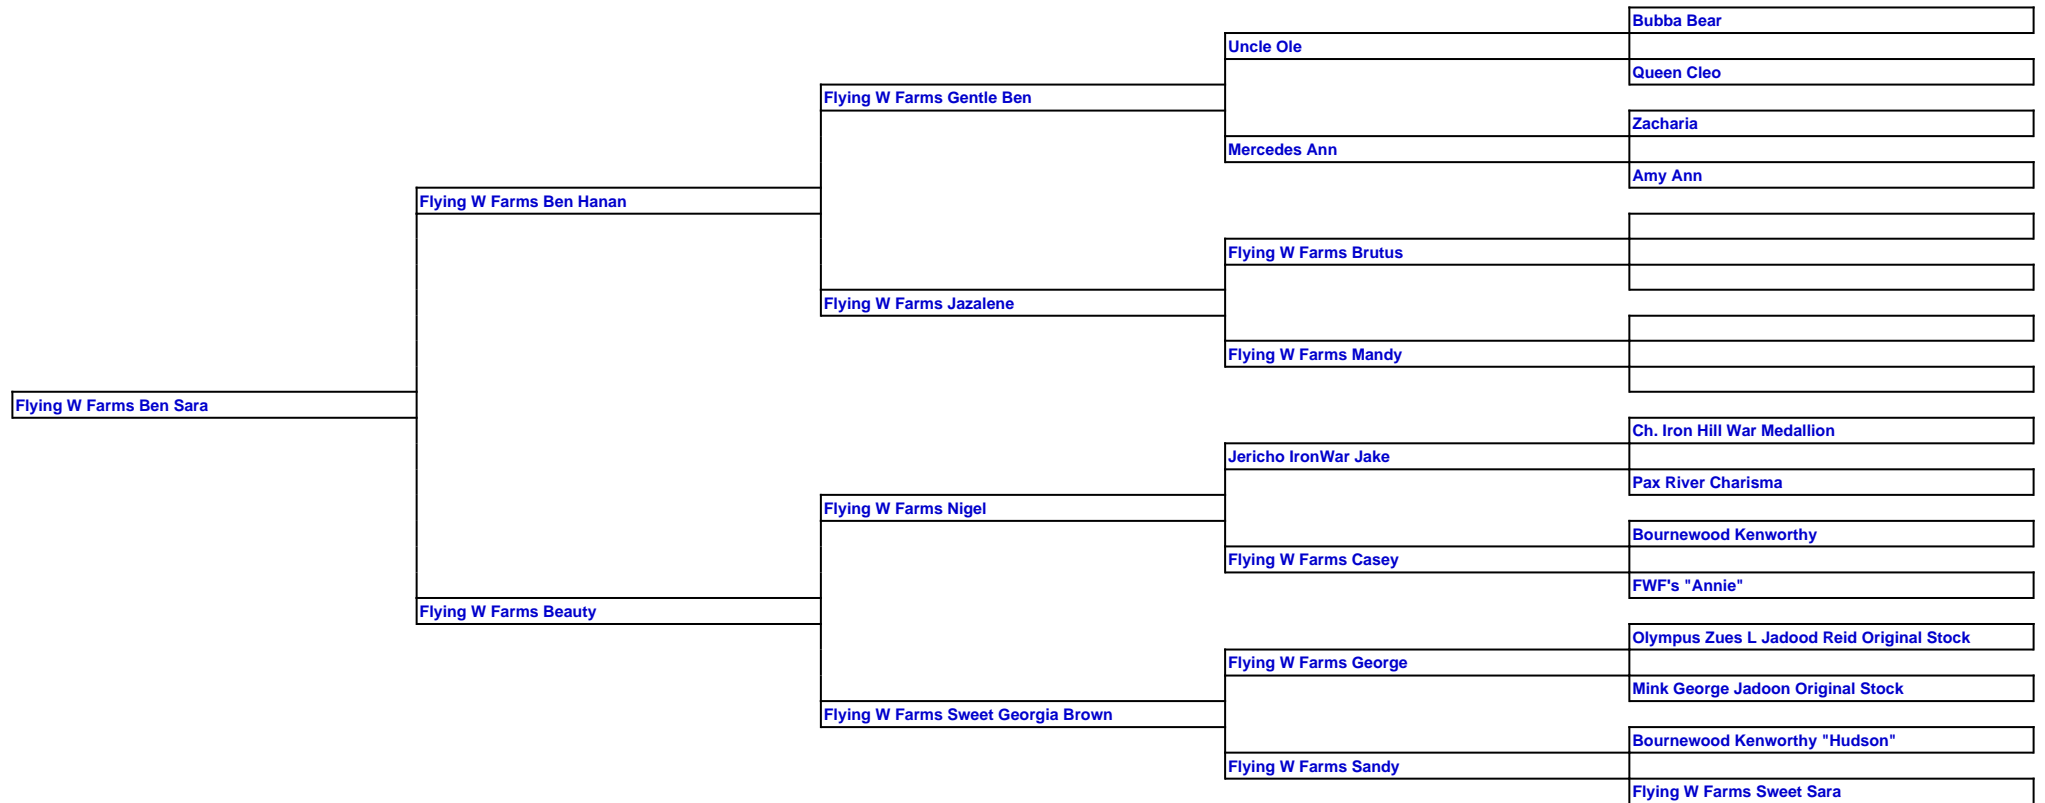 Bubba Bear
Uncle Ole
Queen Cleo
Flying W Farms Gentle Ben
Zacharia
Mercedes Ann
Amy Ann
Flying W Farms Ben Hanan
Flying W Farms Brutus
Flying W Farms Jazalene
Flying W Farms Mandy
Flying W Farms Ben Sara
Ch. Iron Hill War Medallion
Jericho IronWar Jake
Pax River Charisma
Flying W Farms Nigel
Bournewood Kenworthy
Flying W Farms Casey
FWF's "Annie"
Flying W Farms Beauty
Olympus Zues L Jadood Reid Original Stock
Flying W Farms George
Mink George Jadoon Original Stock
Flying W Farms Sweet Georgia Brown
Bournewood Kenworthy "Hudson"
Flying W Farms Sandy
Flying W Farms Sweet Sara